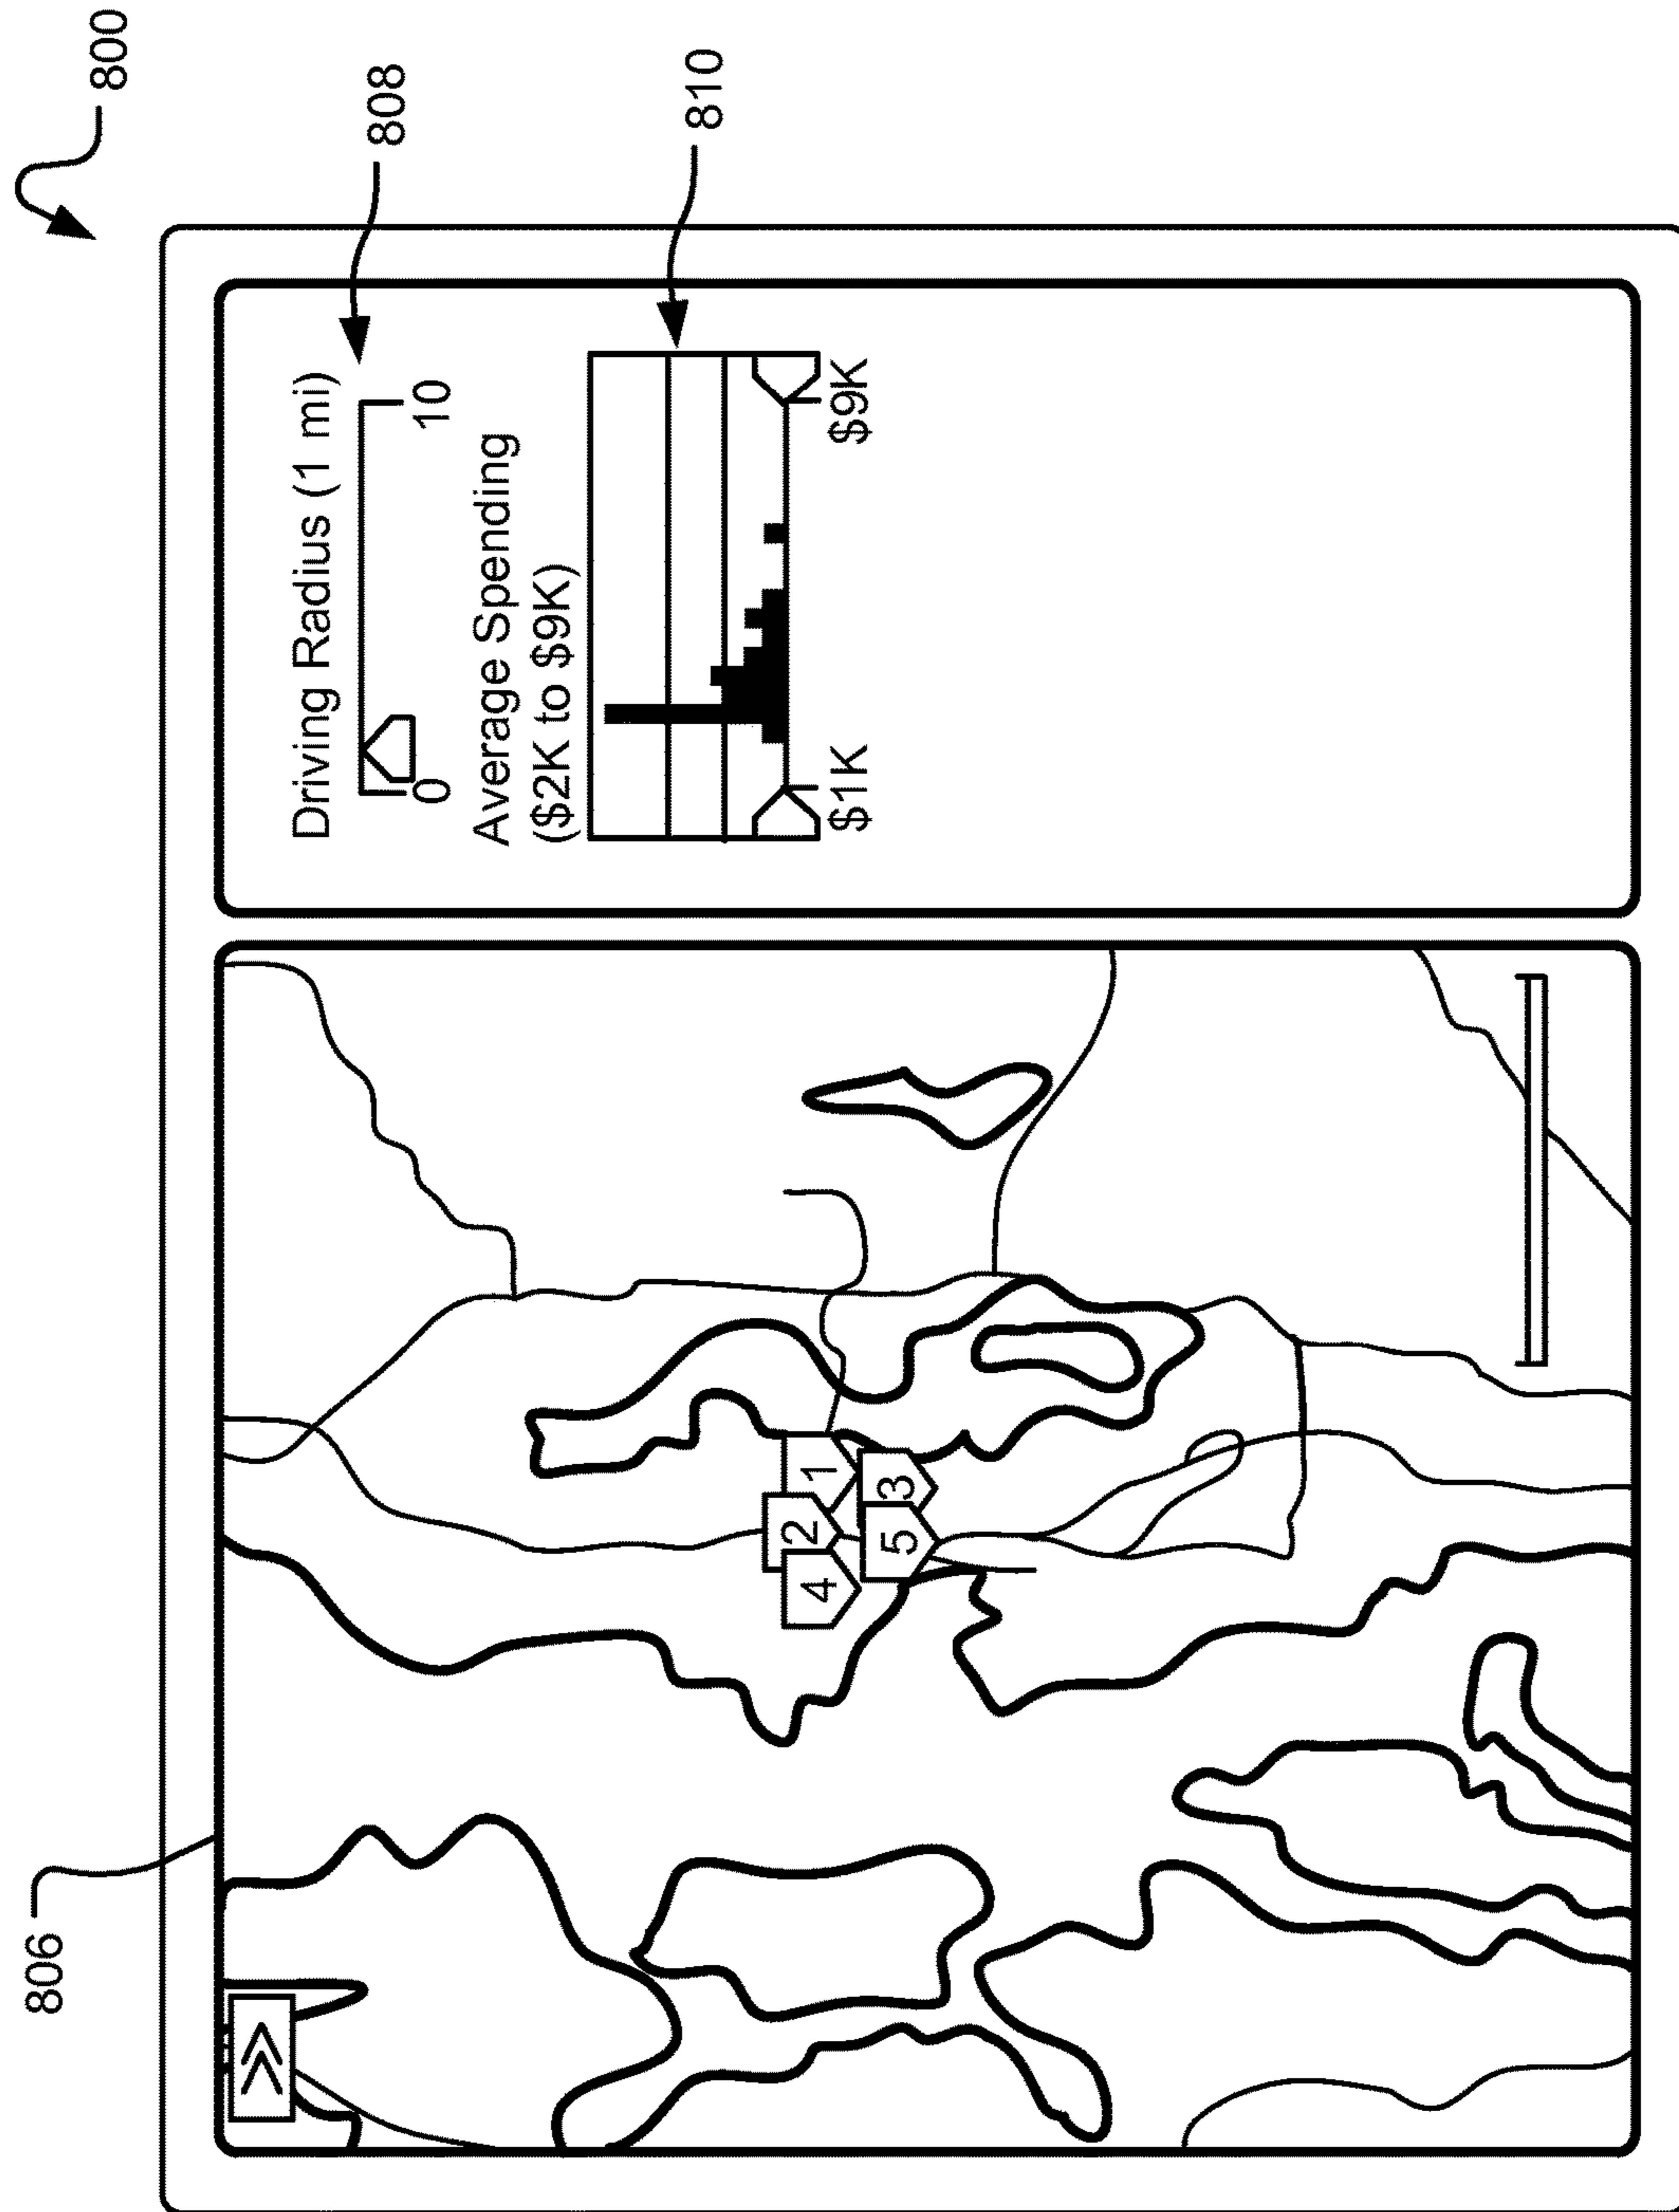 800
806
Driving Radius (1 mi)
808
0
10
Average Spending
($2K to $9K)
810
$1K
$9K
>>
1
2
3
4
5